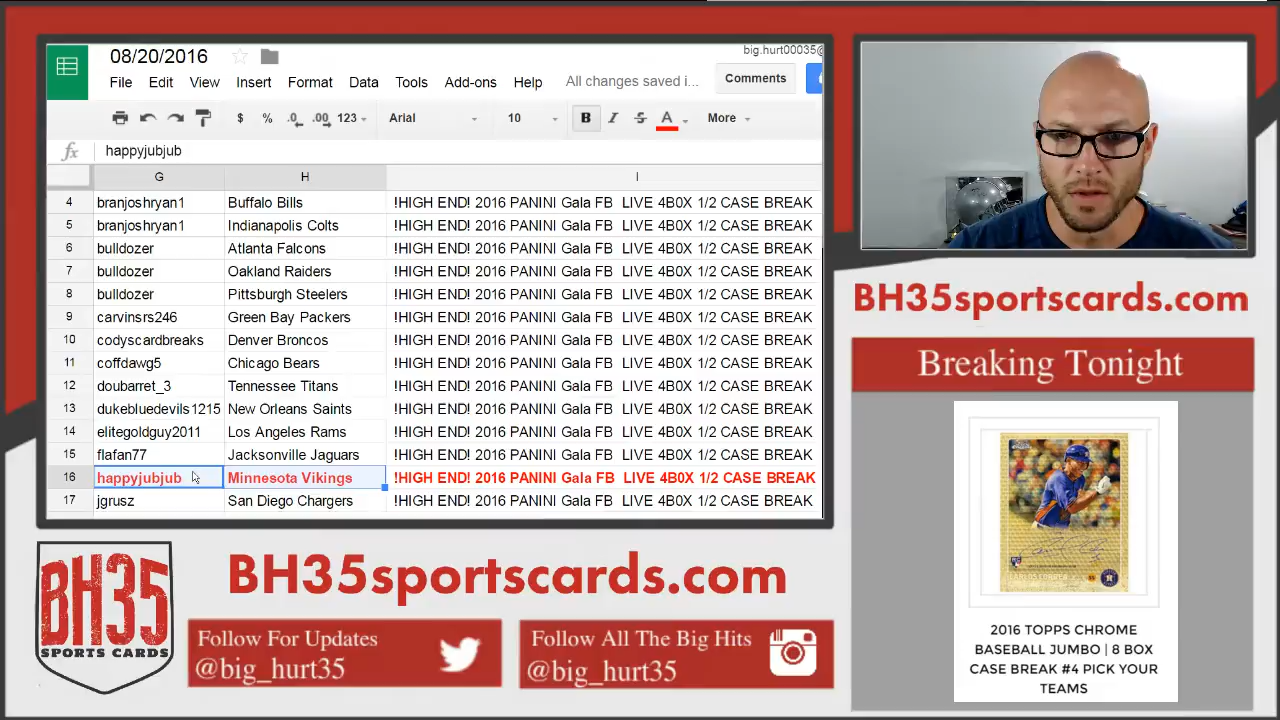 08/20/2016
big.hurt00035@
File Edit View Insert Format Data Tools Add-ons Help All changes saved i... Comments
$ % .0 .00 123 Arial 10 B I S A More
fx happyjubjub
G H I
4 branjoshryan1 Buffalo Bills !HIGH END! 2016 PANINI Gala FB LIVE 4B0X 1/2 CASE BREAK
5 branjoshryan1 Indianapolis Colts !HIGH END! 2016 PANINI Gala FB LIVE 4B0X 1/2 CASE BREAK
6 bulldozer Atlanta Falcons !HIGH END! 2016 PANINI Gala FB LIVE 4B0X 1/2 CASE BREAK
7 bulldozer Oakland Raiders !HIGH END! 2016 PANINI Gala FB LIVE 4B0X 1/2 CASE BREAK
8 bulldozer Pittsburgh Steelers !HIGH END! 2016 PANINI Gala FB LIVE 4B0X 1/2 CASE BREAK
9 carvinsrs246 Green Bay Packers !HIGH END! 2016 PANINI Gala FB LIVE 4B0X 1/2 CASE BREAK
10 codyscardbreaks Denver Broncos !HIGH END! 2016 PANINI Gala FB LIVE 4B0X 1/2 CASE BREAK
11 coffdawg5 Chicago Bears !HIGH END! 2016 PANINI Gala FB LIVE 4B0X 1/2 CASE BREAK
12 doubarret_3 Tennessee Titans !HIGH END! 2016 PANINI Gala FB LIVE 4B0X 1/2 CASE BREAK
13 dukebluedevils1215 New Orleans Saints !HIGH END! 2016 PANINI Gala FB LIVE 4B0X 1/2 CASE BREAK
14 elitegoldguy2011 Los Angeles Rams !HIGH END! 2016 PANINI Gala FB LIVE 4B0X 1/2 CASE BREAK
15 flafan77 Jacksonville Jaguars !HIGH END! 2016 PANINI Gala FB LIVE 4B0X 1/2 CASE BREAK
16 happyjubjub Minnesota Vikings !HIGH END! 2016 PANINI Gala FB LIVE 4B0X 1/2 CASE BREAK
17 jgrusz San Diego Chargers !HIGH END! 2016 PANINI Gala FB LIVE 4B0X 1/2 CASE BREAK
BH35sportscards.com
Breaking Tonight
2016 TOPPS CHROME
BASEBALL JUMBO | 8 BOX
CASE BREAK #4 PICK YOUR
TEAMS
BH35
SPORTS CARDS
BH35sportscards.com
Follow For Updates
@big_hurt35
Follow All The Big Hits
@big_hurt35